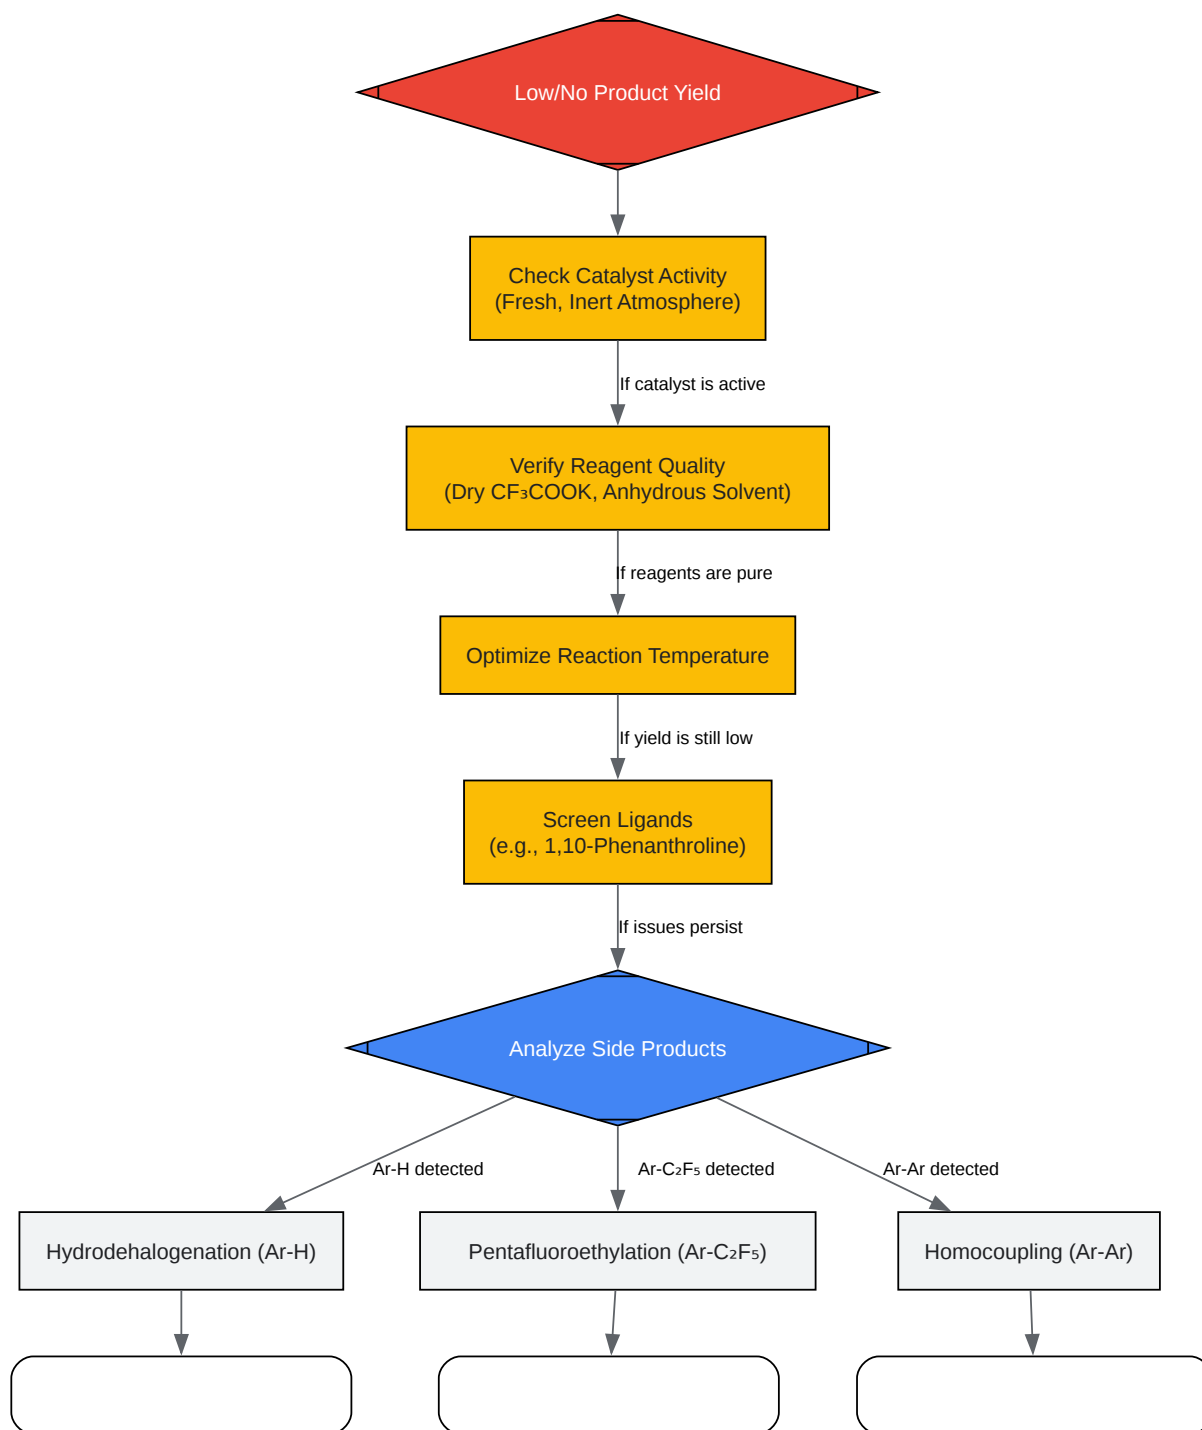 Low/No Product Yield
Check Catalyst Activity
(Fresh, Inert Atmosphere)
If catalyst is active
Verify Reagent Quality
(Dry CF₃COOK, Anhydrous Solvent)
If reagents are pure
Optimize Reaction Temperature
If yield is still low
Screen Ligands
(e.g., 1,10-Phenanthroline)
If issues persist
Analyze Side Products
Ar-H detected
Ar-C₂F₅ detected
Ar-Ar detected
Hydrodehalogenation (Ar-H)
Pentafluoroethylation (Ar-C₂F₅)
Homocoupling (Ar-Ar)